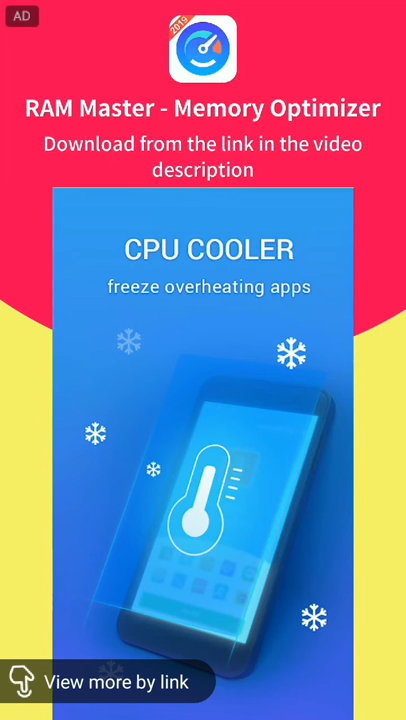 AD
2019
RAM Master - Memory Optimizer
Download from the link in the video
description
CPU COOLER
freeze overheating apps
View more by link